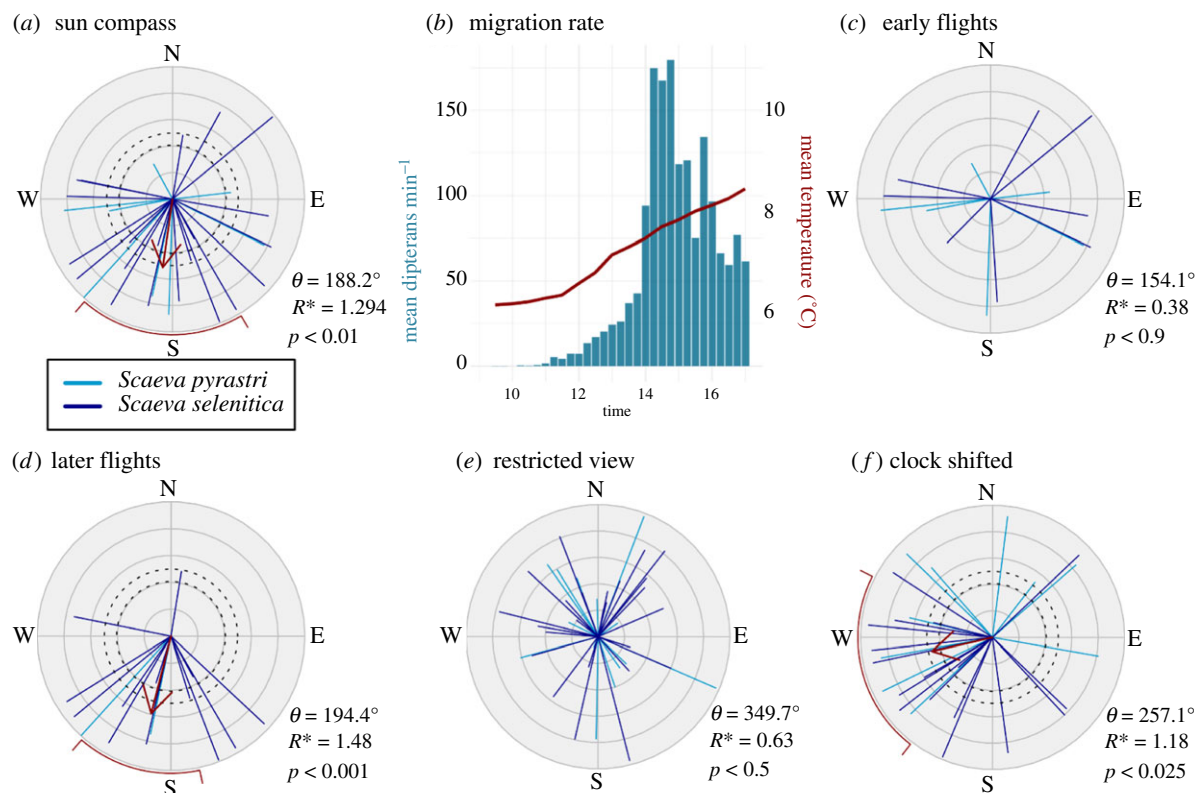 (a) sun compass
N
W
E
S
θ = 188.2°
R* = 1.294
p < 0.01
Scaeva pyrastri
Scaeva selenitica
(b) migration rate
mean dipterans min⁻¹
150
100
50
0
10
8
6
mean temperature (°C)
10 12 14 16
time
(c) early flights
N
W
E
S
θ = 154.1°
R* = 0.38
p < 0.9
(d) later flights
N
W
E
S
θ = 194.4°
R* = 1.48
p < 0.001
(e) restricted view
N
W
E
S
θ = 349.7°
R* = 0.63
p < 0.5
(f) clock shifted
N
W
E
S
θ = 257.1°
R* = 1.18
p < 0.025